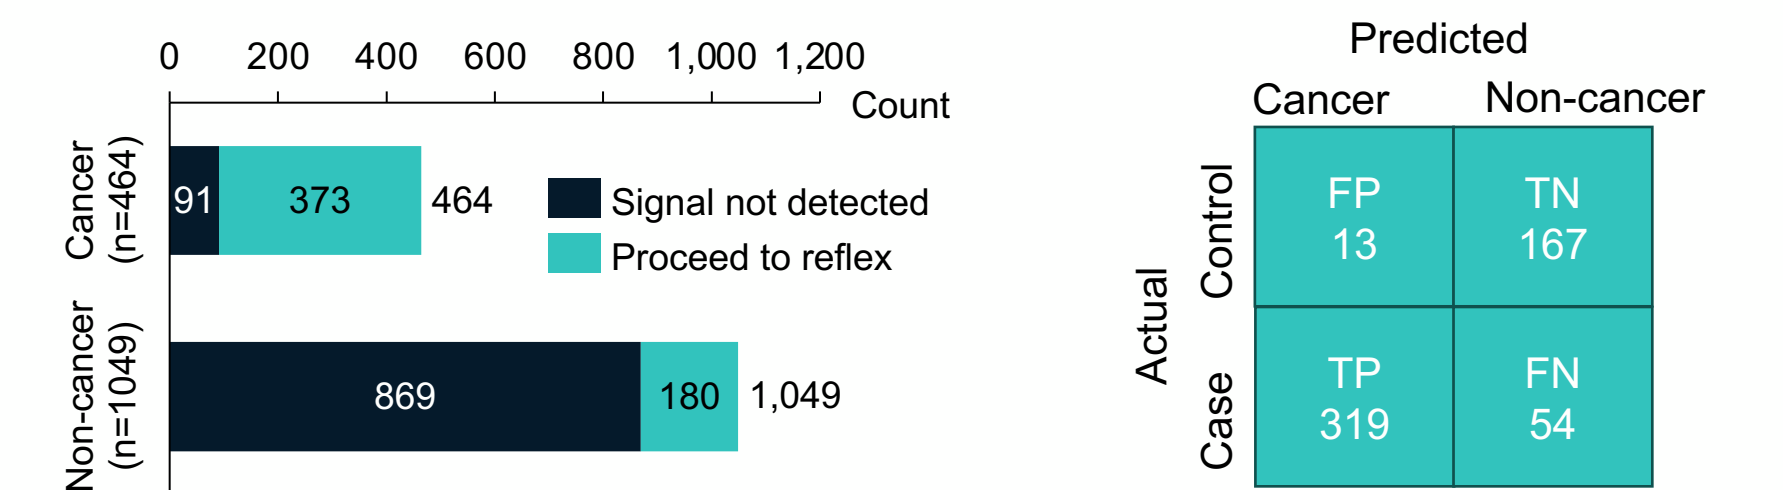 0 200 400 600 800 1,000 1,200
Count
Cancer
(n=464)
91 373 464
Signal not detected
Proceed to reflex
Non-cancer
(n=1049)
869 180 1,049
Predicted
Cancer Non-cancer
Actual
Control
FP
13
TN
167
Case
TP
319
FN
54